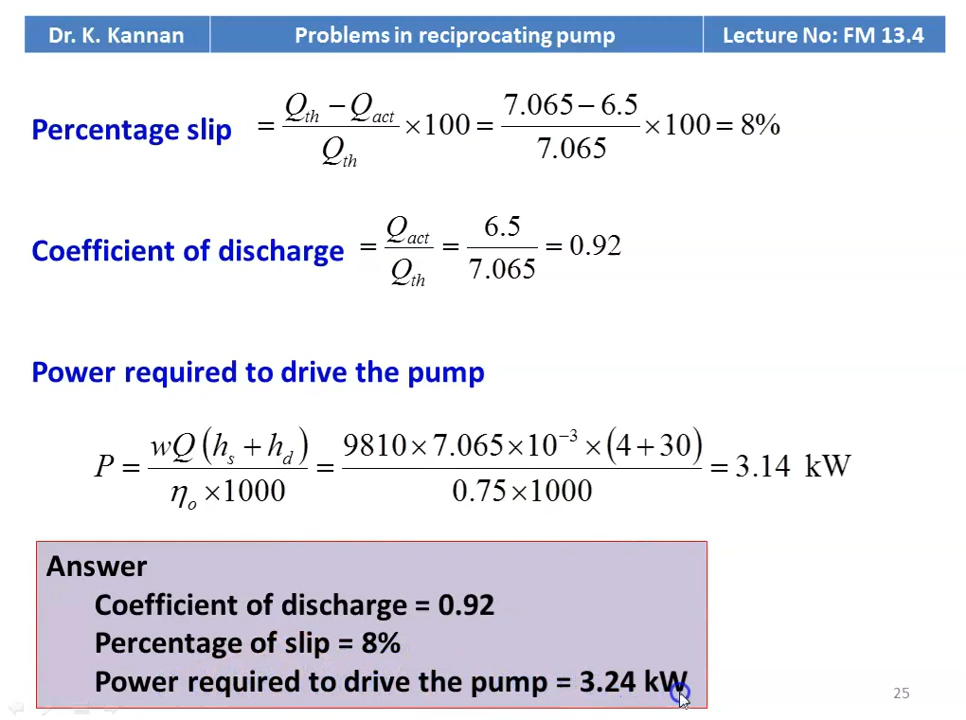 Dr. K. Kannan Problems in reciprocating pump Lecture No: FM 13.4
Percentage slip = (Q_th − Q_act)/Q_th ×100 = (7.065 − 6.5)/7.065 ×100 = 8%
Coefficient of discharge = Q_act/Q_th = 6.5/7.065 = 0.92
Power required to drive the pump
P = wQ(h_s + h_d)/(η_o ×1000) = 9810×7.065×10⁻³×(4+30)/(0.75×1000) = 3.14 kW
Answer
Coefficient of discharge = 0.92
Percentage of slip = 8%
Power required to drive the pump = 3.24 kW
25